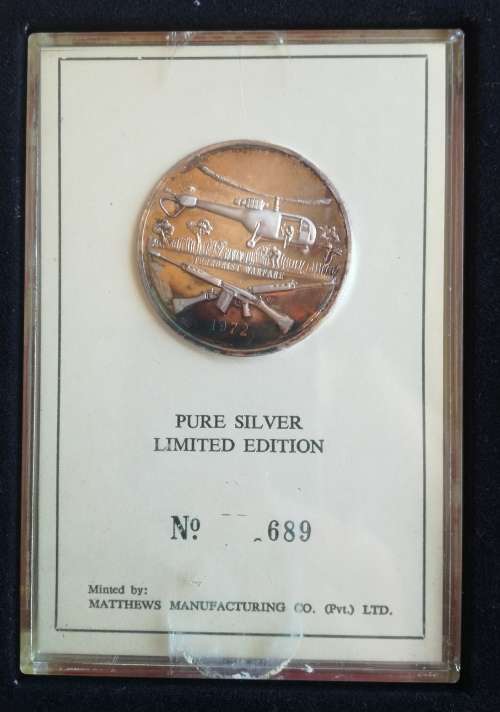 TERRORIST WARFARE
1972
PURE SILVER
LIMITED EDITION
No. 689
Minted by:
MATTHEWS MANUFACTURING CO. (Pvt.) LTD.